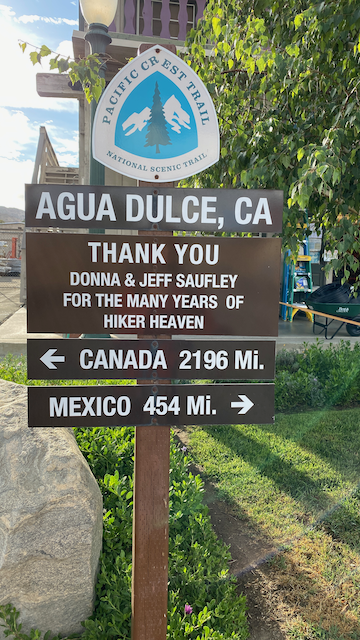 PACIFIC CREST TRAIL
NATIONAL SCENIC TRAIL
AGUA DULCE, CA
THANK YOU
DONNA & JEFF SAUFLEY
FOR THE MANY YEARS OF
HIKER HEAVEN
← CANADA 2196 Mi.
MEXICO 454 Mi. →